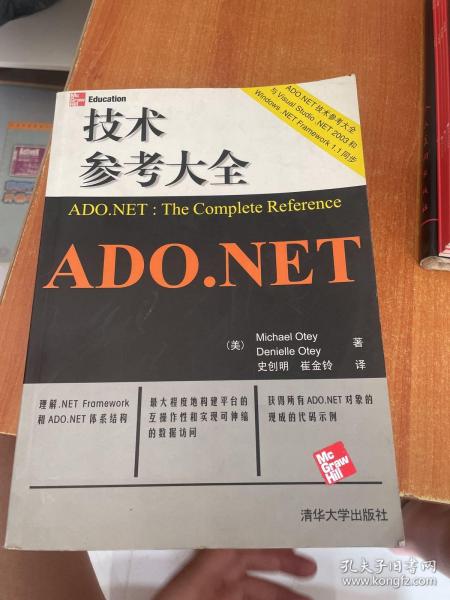 Education
ADO.NET技术参考大全
与Visual Studio .NET 2003和
Windows .NET Framework 1.1同步
技术
参考大全
ADO.NET : The Complete Reference
ADO.NET
(美)
Michael Otey
Denielle Otey
著
史创明 崔金铃 译
理解.NET Framework
和ADO.NET体系结构
最大程度地构建平台的
互操作性和实现可伸缩
的数据访问
获得所有ADO.NET对象的
现成的代码示例
Mc
Graw
Hill
清华大学出版社
孔夫子旧书网
www.kongfz.com